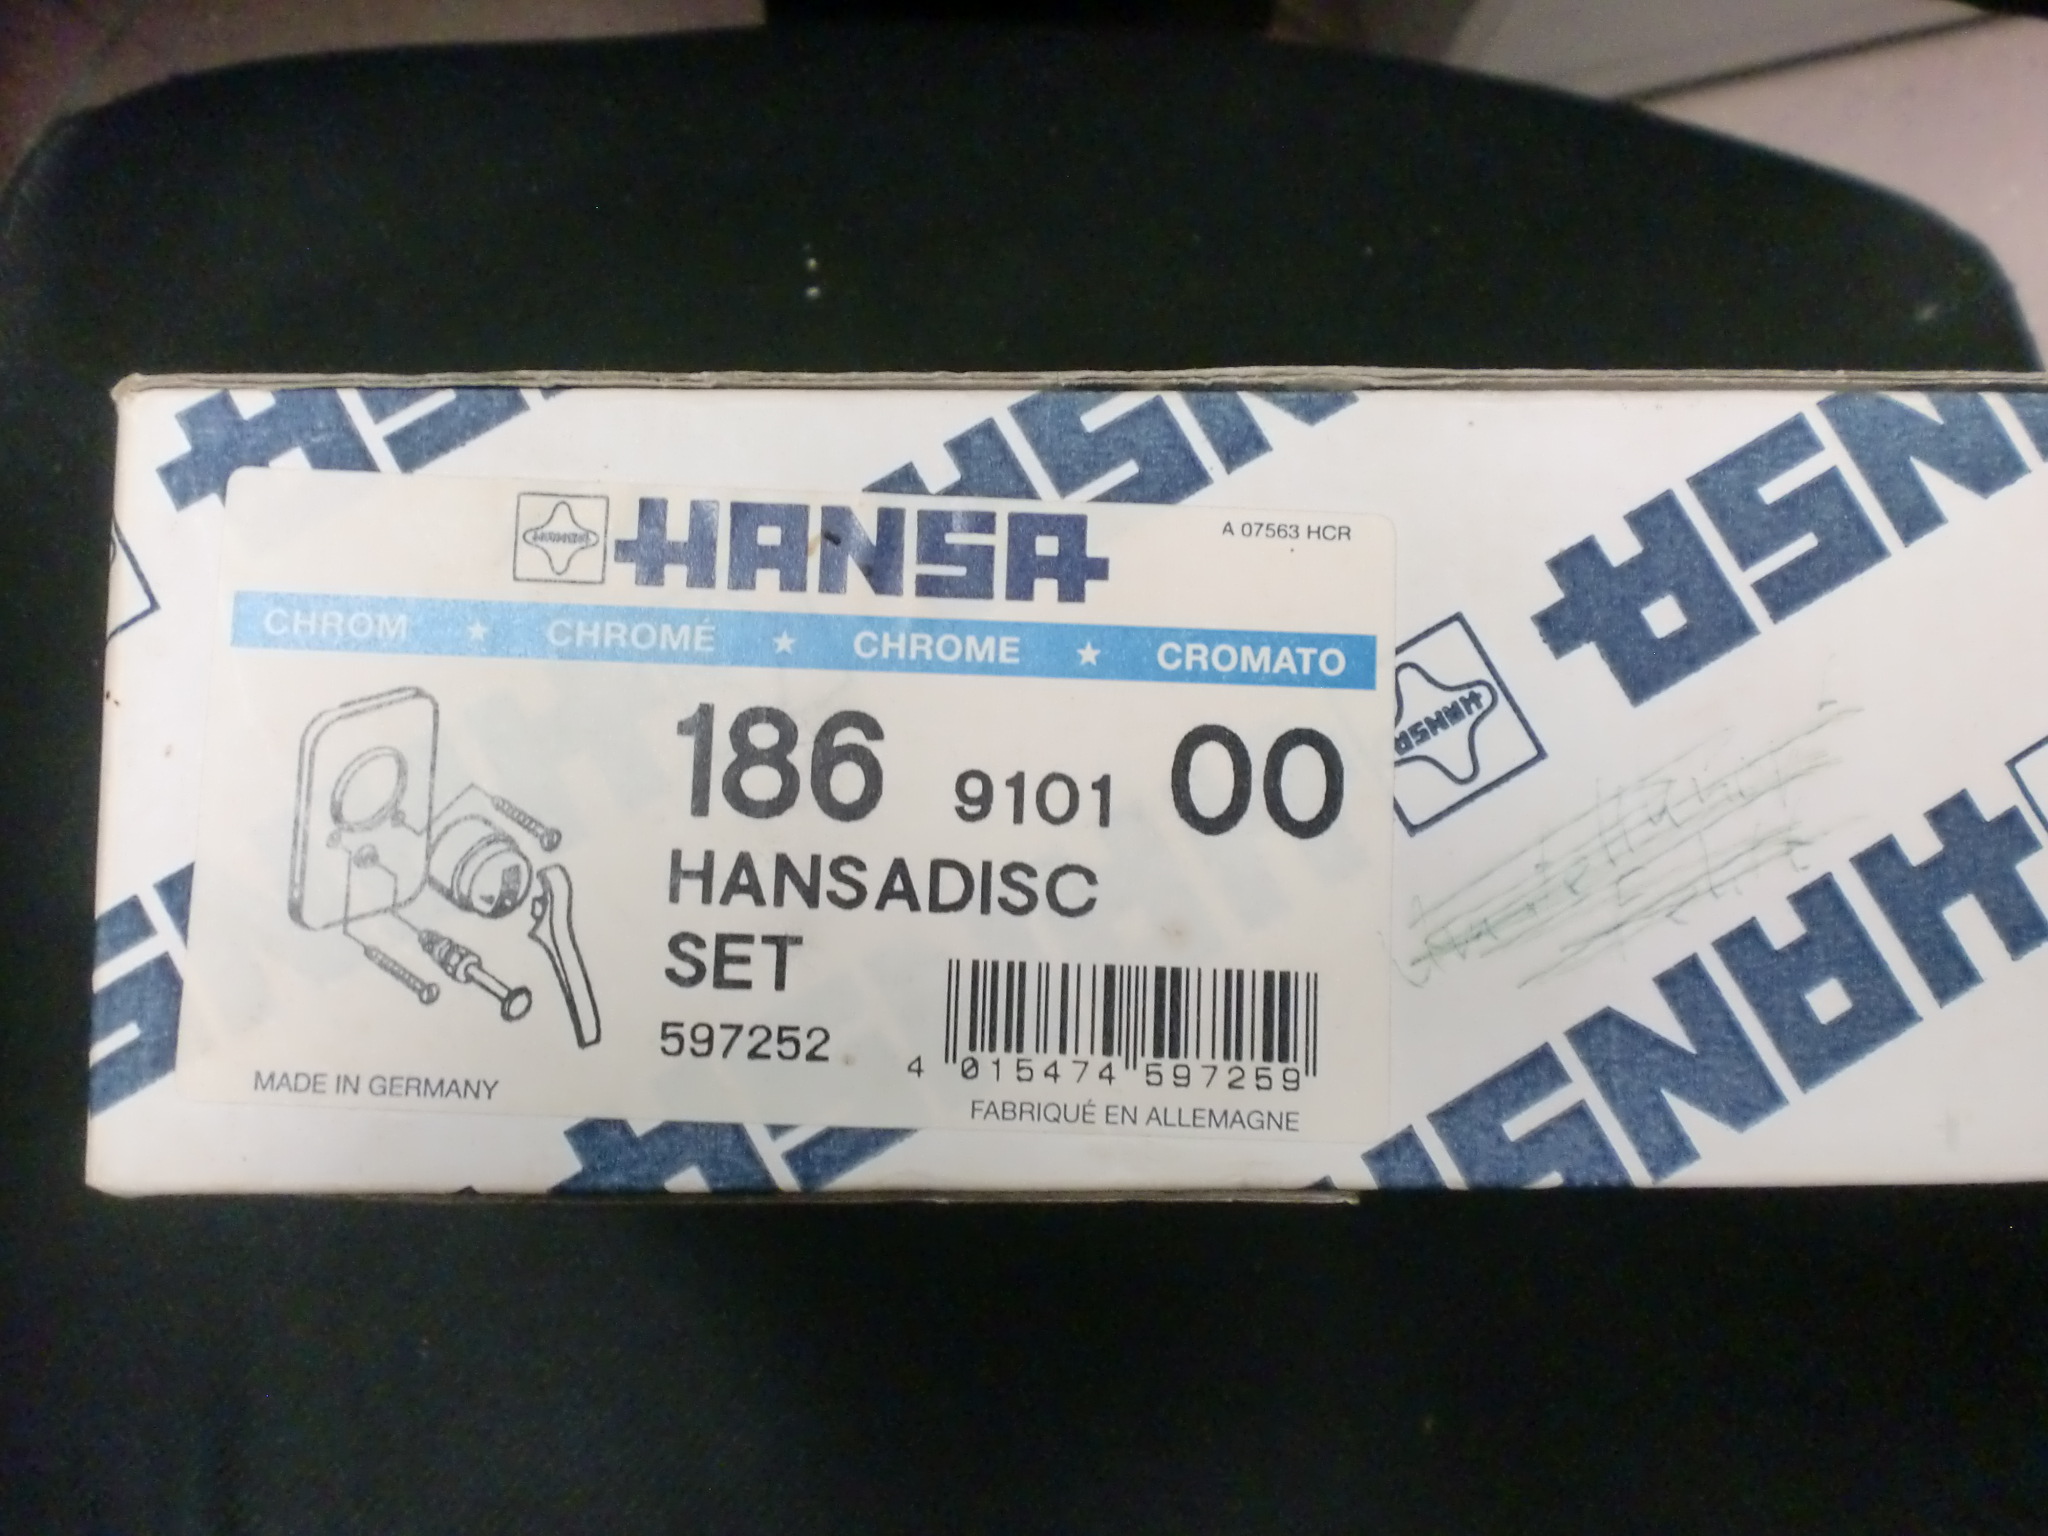 HANSA
HANSA
A 07563 HCR
CHROM ★ CHROMÉ ★ CHROME ★ CROMATO
186 9101 00
HANSADISC
SET
597252
4 015474 597259
MADE IN GERMANY
FABRIQUÉ EN ALLEMAGNE
HANSA
HANSA
HANSA